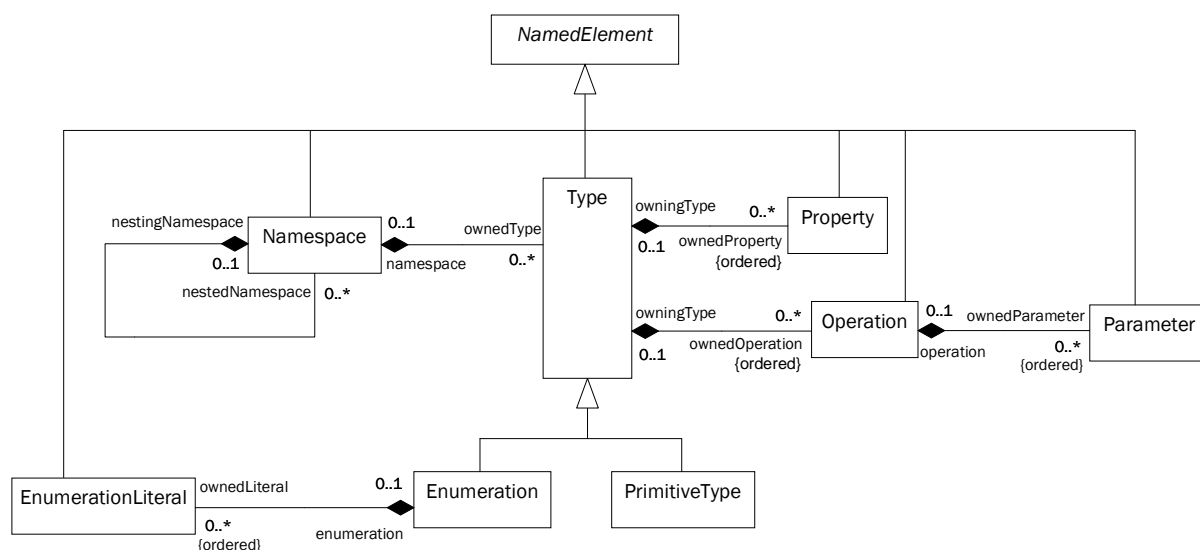 NamedElement
Type
owningType
0..*
Property
nestingNamespace
Namespace
0..1
ownedType
0..1
ownedProperty
0..1
namespace
0..*
{ordered}
nestedNamespace
0..*
owningType
0..*
Operation
0..1
ownedParameter
Parameter
0..1
ownedOperation
operation
0..*
{ordered}
{ordered}
EnumerationLiteral
ownedLiteral
0..1
Enumeration
PrimitiveType
0..*
enumeration
{ordered}